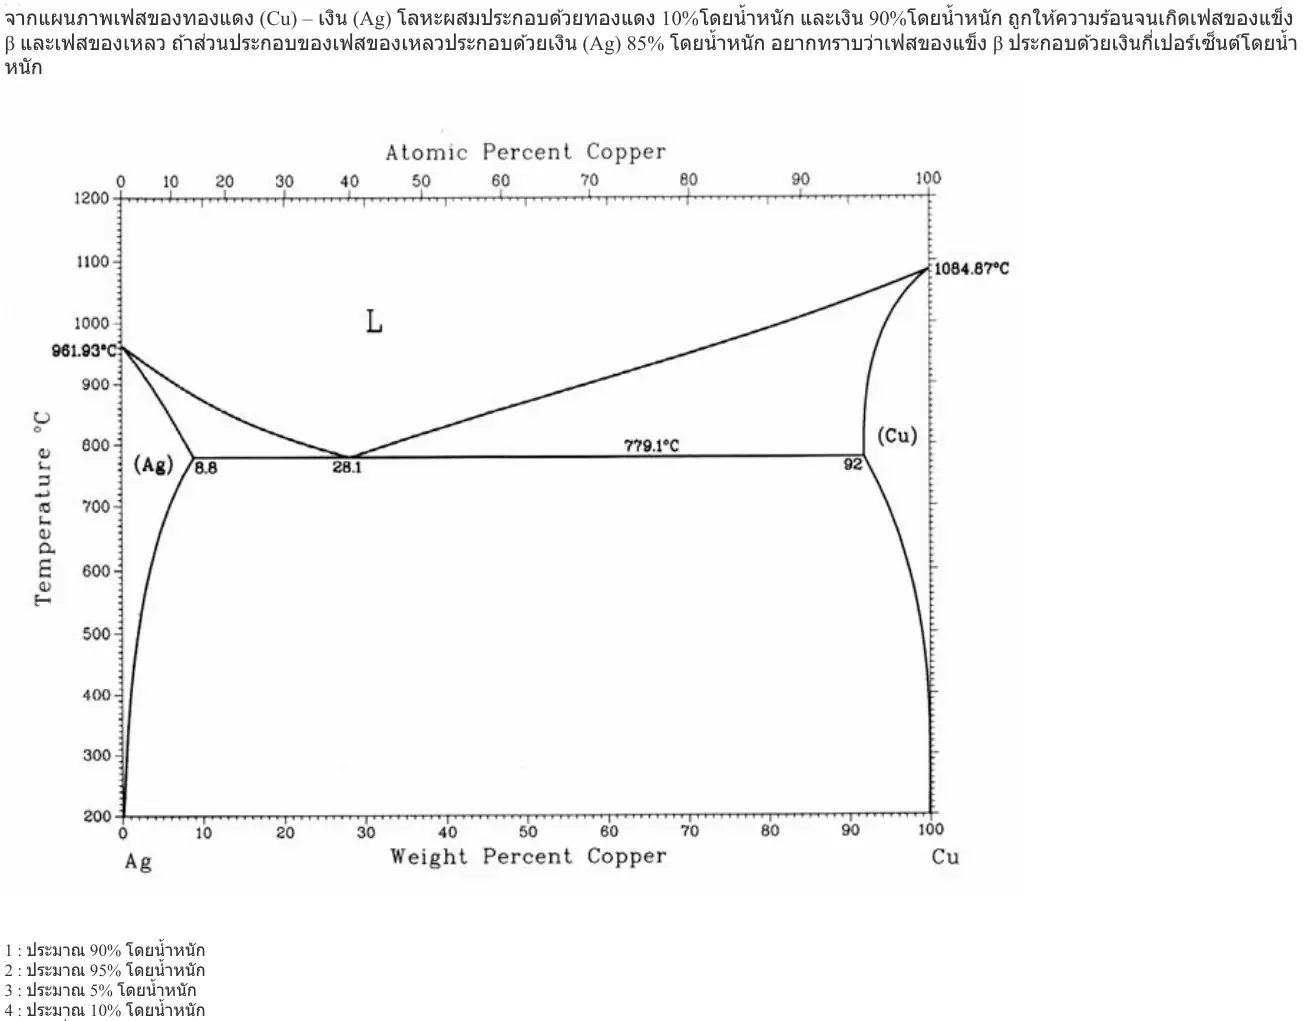 จากแผนภาพเฟสของทองแดง (Cu) – เงิน (Ag) โลหะผสมประกอบด้วยทองแดง 10%โดยน้ำหนัก และเงิน 90%โดยน้ำหนัก ถูกให้ความร้อนจนเกิดเฟสของแข็ง
β และเฟสของเหลว ถ้าส่วนประกอบของเฟสของเหลวประกอบด้วยเงิน (Ag) 85% โดยน้ำหนัก อยากทราบว่าเฟสของแข็ง β ประกอบด้วยเงินกี่เปอร์เซ็นต์โดยน้ำ
หนัก
Atomic Percent Copper
0 10 20 30 40 50 60 70 80 90 100
1200
1100
1084.87°C
L
1000
961.93°C
900
800
779.1°C
(Cu)
(Ag)
8.8
28.1
92
Temperature °C
700
600
500
400
300
200
0 10 20 30 40 50 60 70 80 90 100
Ag
Weight Percent Copper
Cu
1 : ประมาณ 90% โดยน้ำหนัก
2 : ประมาณ 95% โดยน้ำหนัก
3 : ประมาณ 5% โดยน้ำหนัก
4 : ประมาณ 10% โดยน้ำหนัก